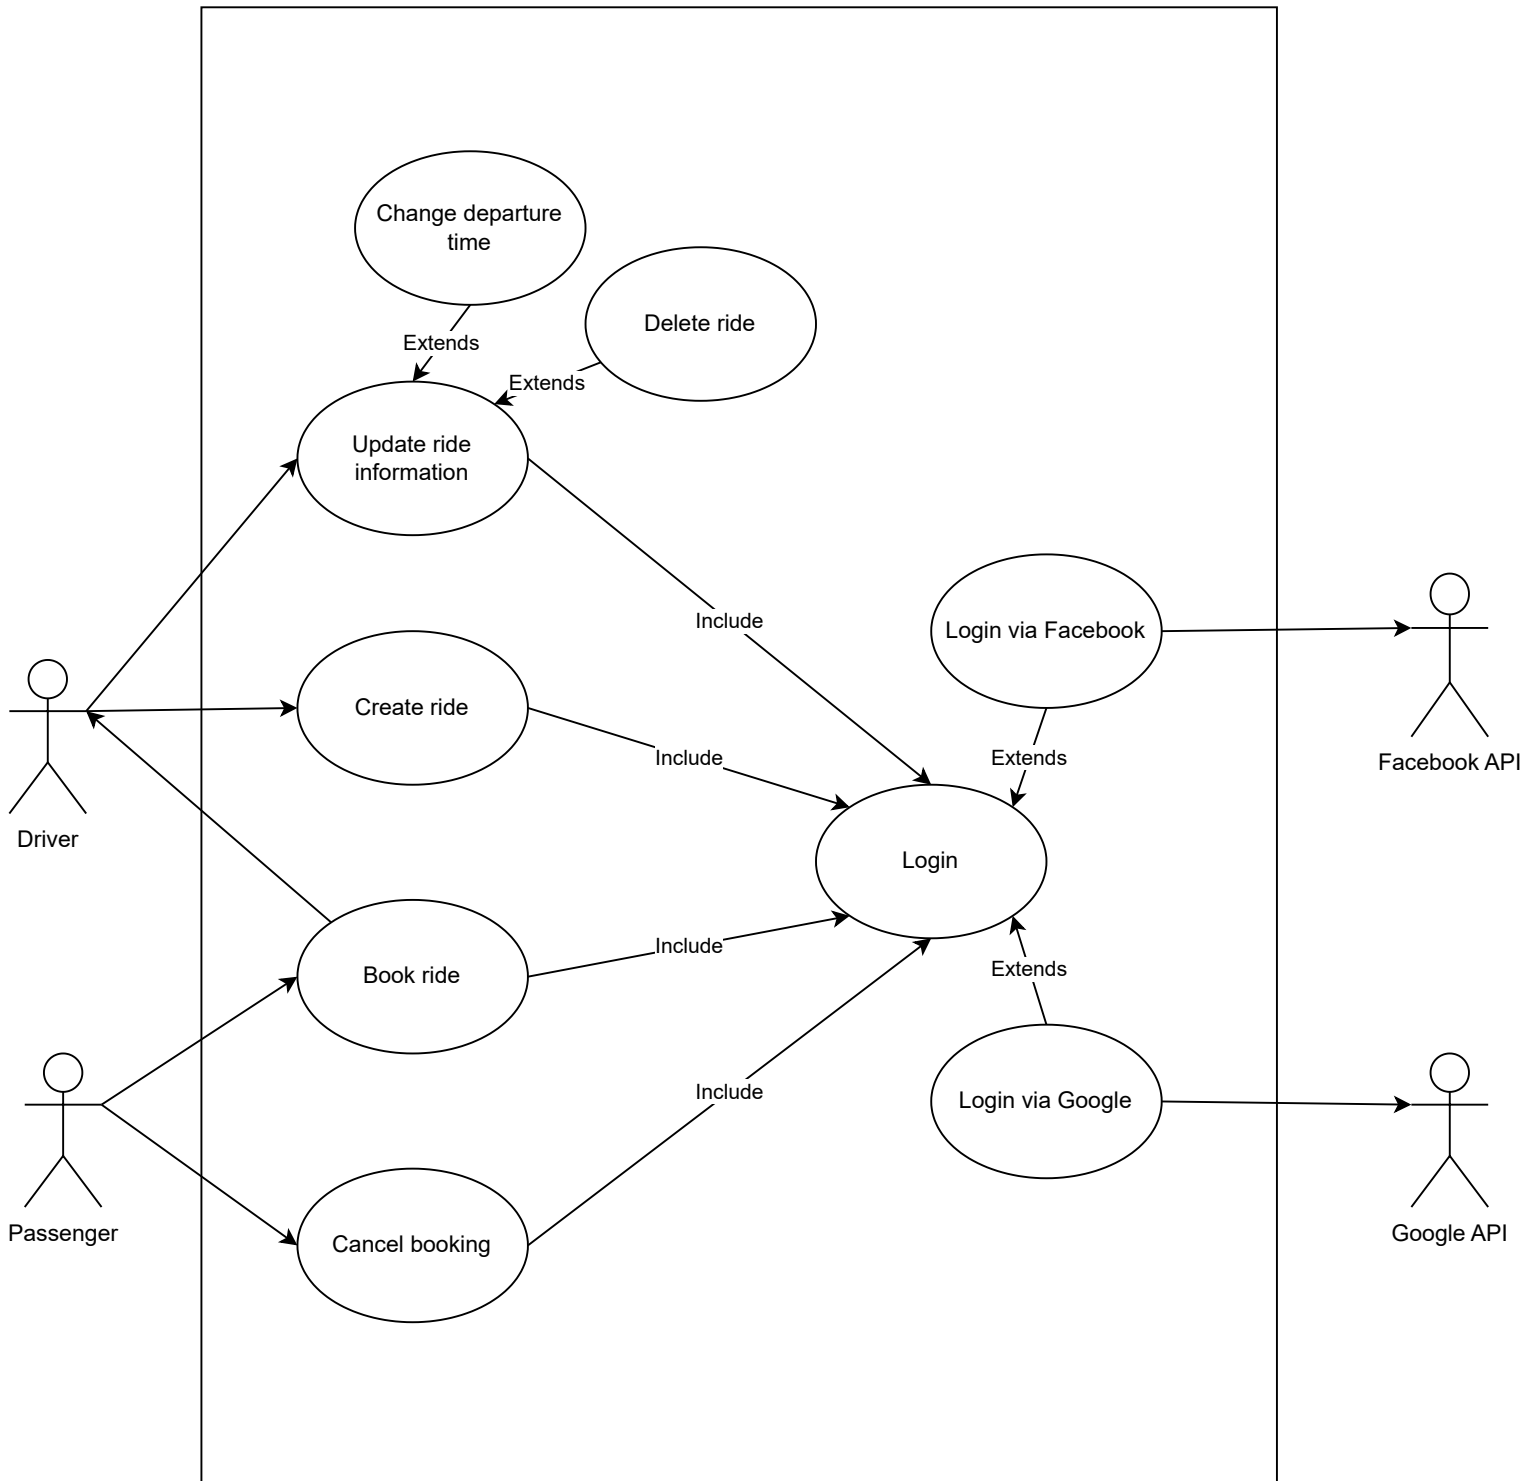 Change departure
time
Delete ride
Extends
Extends
Update ride
information
Include
Login via Facebook
Create ride
Include
Extends
Facebook API
Driver
Login
Include
Book ride
Extends
Include
Login via Google
Passenger
Google API
Cancel booking